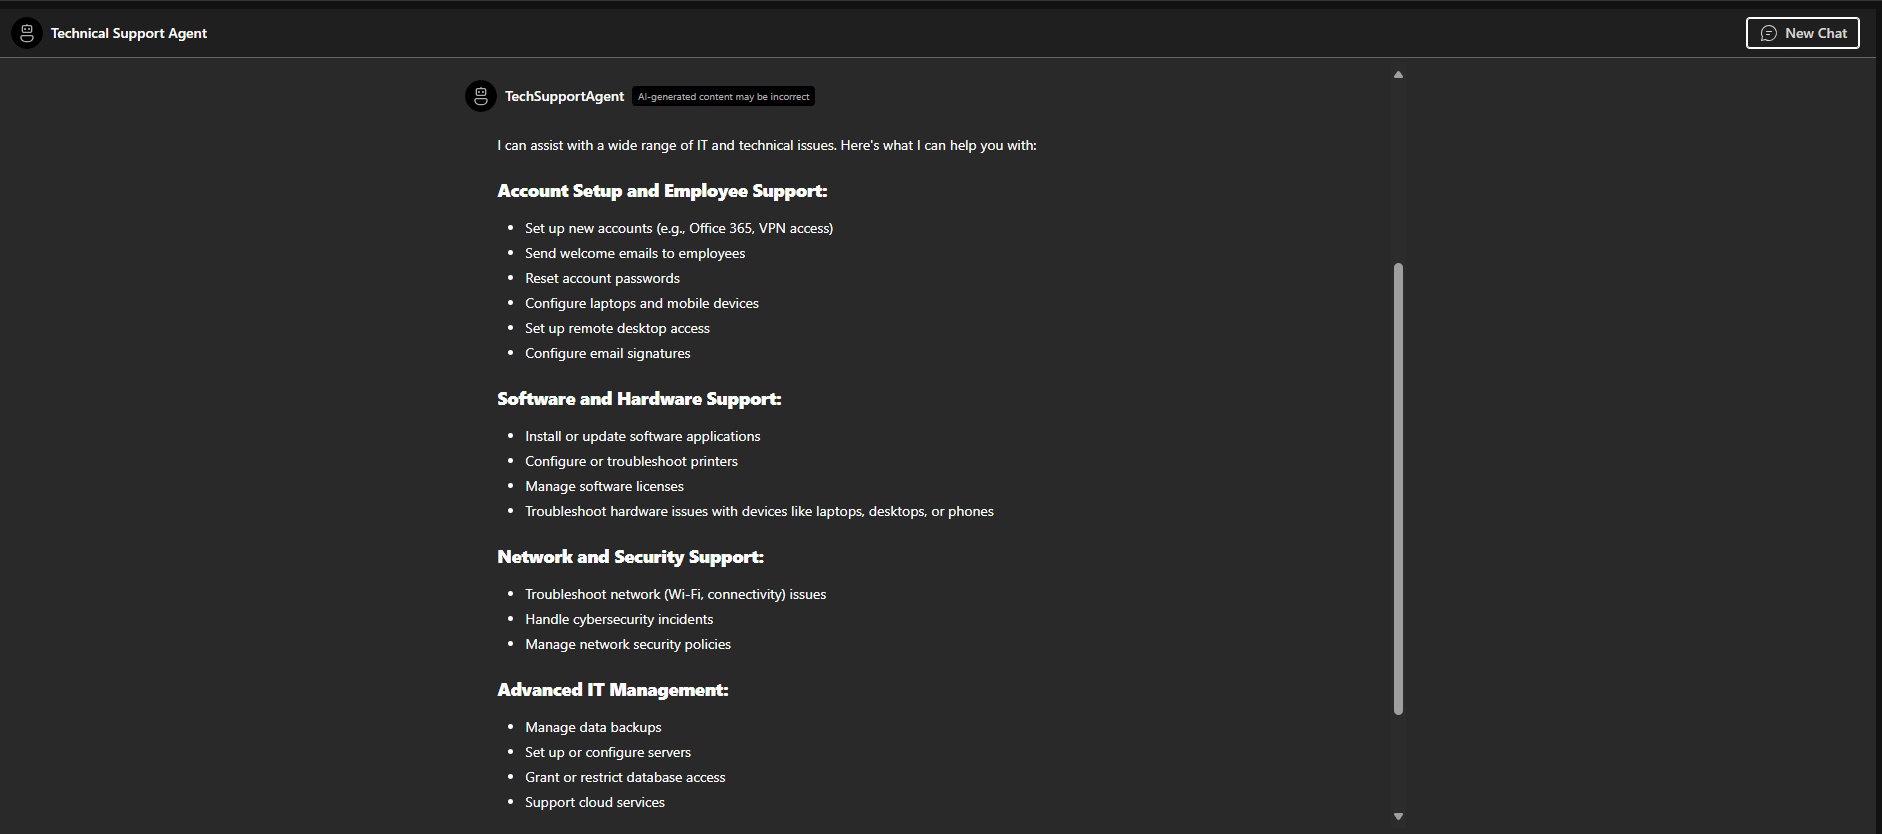 Technical Support Agent
New Chat
TechSupportAgent
AI-generated content may be incorrect
I can assist with a wide range of IT and technical issues. Here's what I can help you with:
Account Setup and Employee Support:
• Set up new accounts (e.g., Office 365, VPN access)
• Send welcome emails to employees
• Reset account passwords
• Configure laptops and mobile devices
• Set up remote desktop access
• Configure email signatures
Software and Hardware Support:
• Install or update software applications
• Configure or troubleshoot printers
• Manage software licenses
• Troubleshoot hardware issues with devices like laptops, desktops, or phones
Network and Security Support:
• Troubleshoot network (Wi-Fi, connectivity) issues
• Handle cybersecurity incidents
• Manage network security policies
Advanced IT Management:
• Manage data backups
• Set up or configure servers
• Grant or restrict database access
• Support cloud services